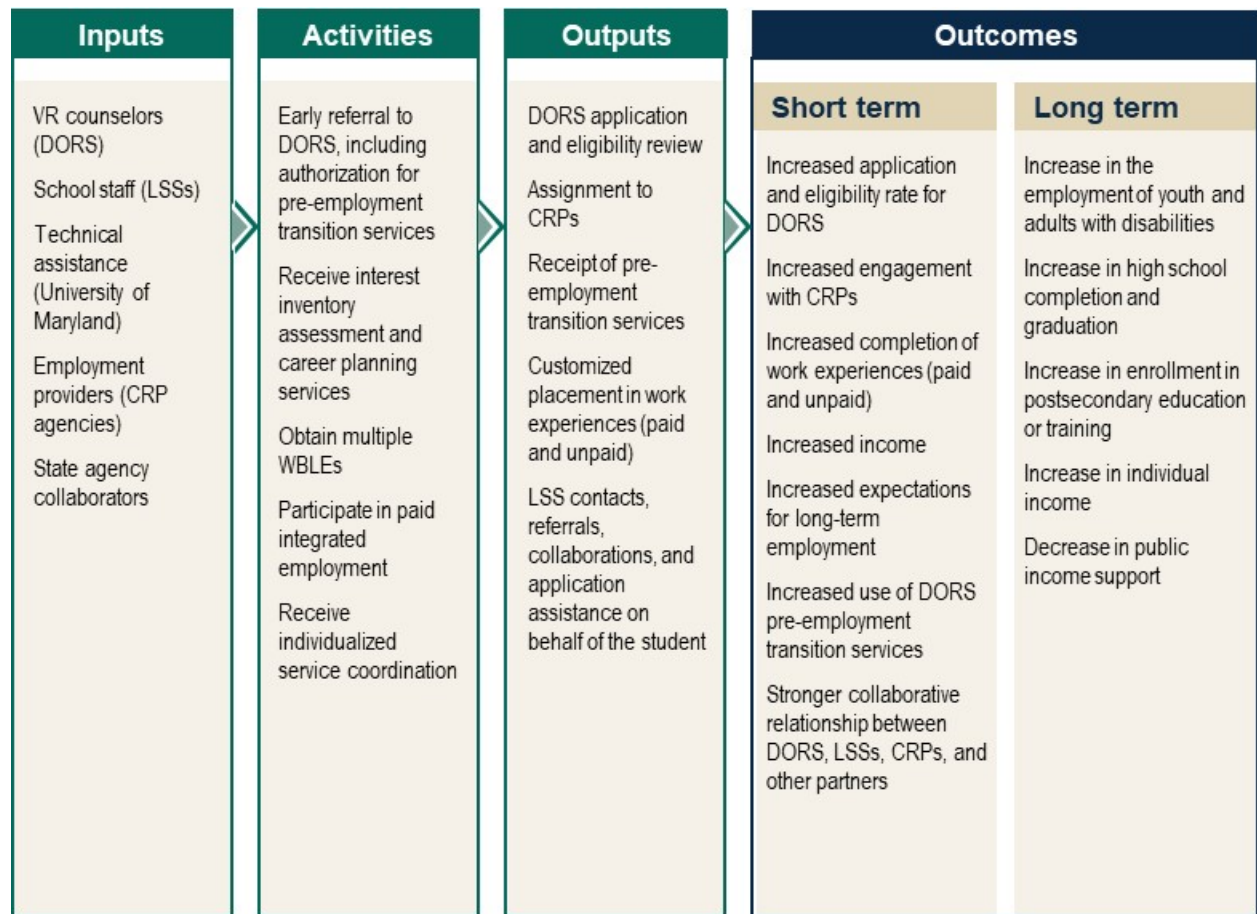 Inputs
VR counselors
(DORS)
School staff (LSSs)
Technical
assistance
(University of
Maryland)
Employment
providers (CRP
agencies)
State agency
collaborators
Activities
Early referral to
DORS, including
authorization for
pre-employment
transition services
Receive interest
inventory
assessment and
career planning
services
Obtain multiple
WBLEs
Participate in paid
integrated
employment
Receive
individualized
service coordination
Outputs
DORS application
and eligibility review
Assignment to
CRPs
Receipt of pre-
employment
transition services
Customized
placement in work
experiences (paid
and unpaid)
LSS contacts,
referrals,
collaborations, and
application
assistance on
behalf of the student
Outcomes
Short term
Increased application
and eligibility rate for
DORS
Increased engagement
with CRPs
Increased completion of
work experiences (paid
and unpaid)
Increased income
Increased expectations
for long-term
employment
Increased use of DORS
pre-employment
transition services
Stronger collaborative
relationship between
DORS, LSSs, CRPs, and
other partners
Long term
Increase in the
employment of youth and
adults with disabilities
Increase in high school
completion and
graduation
Increase in enrollment in
postsecondary education
or training
Increase in individual
income
Decrease in public
income support